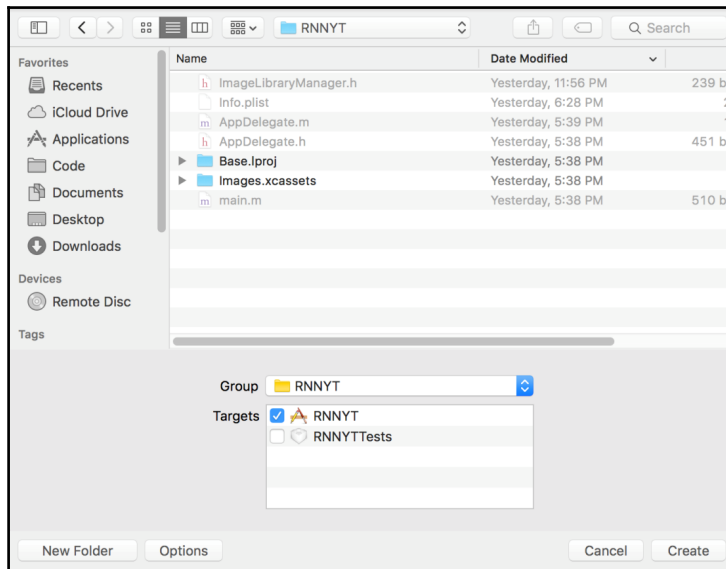 RNNYT
Search
Favorites
Recents
iCloud Drive
Applications
Code
Documents
Desktop
Downloads
Devices
Remote Disc
Tags
Name Date Modified
h ImageLibraryManager.h Yesterday, 11:56 PM 239 b
Info.plist Yesterday, 6:28 PM
m AppDelegate.m Yesterday, 5:39 PM
h AppDelegate.h Yesterday, 5:38 PM 451 b
Base.lproj Yesterday, 5:38 PM
Images.xcassets Yesterday, 5:38 PM
m main.m Yesterday, 5:38 PM 510 b
Group RNNYT
Targets RNNYT
RNNYTTests
New Folder Options Cancel Create